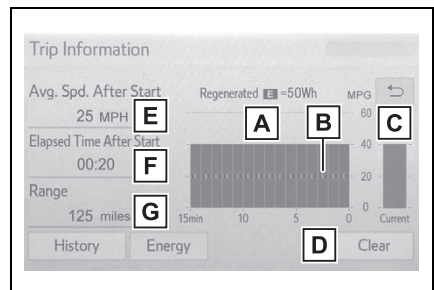 Trip Information
Avg. Spd. After Start
Regenerated E =50Wh MPG
25 MPH E
A B C
60
Elapsed Time After Start
40
00:20 F
20
Range
125 miles G
0
15min 10 5 0 Current
History Energy D Clear